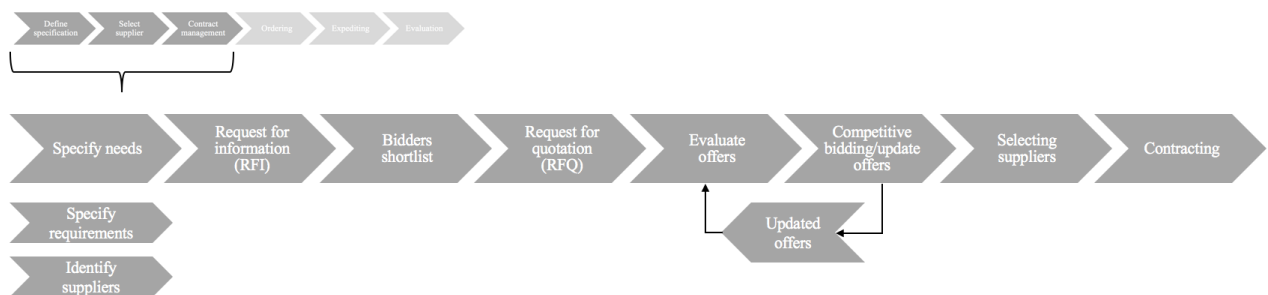 Define
specification
Select
supplier
Contract
management
Ordering
Expediting
Evaluation
Specify needs
Request for
information
(RFI)
Bidders
shortlist
Request for
quotation
(RFQ)
Evaluate
offers
Competitive
bidding/update
offers
Selecting
suppliers
Contracting
Specify
requirements
Updated
offers
Identify
suppliers